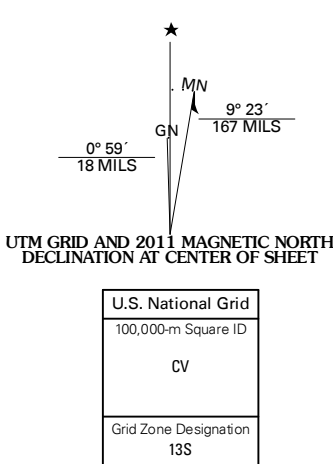 MN
GN
9° 23´
167 MILS
0° 59´
18 MILS
UTM GRID AND 2011 MAGNETIC NORTH
DECLINATION AT CENTER OF SHEET
U.S. National Grid
100,000-m Square ID
CV
Grid Zone Designation
13S